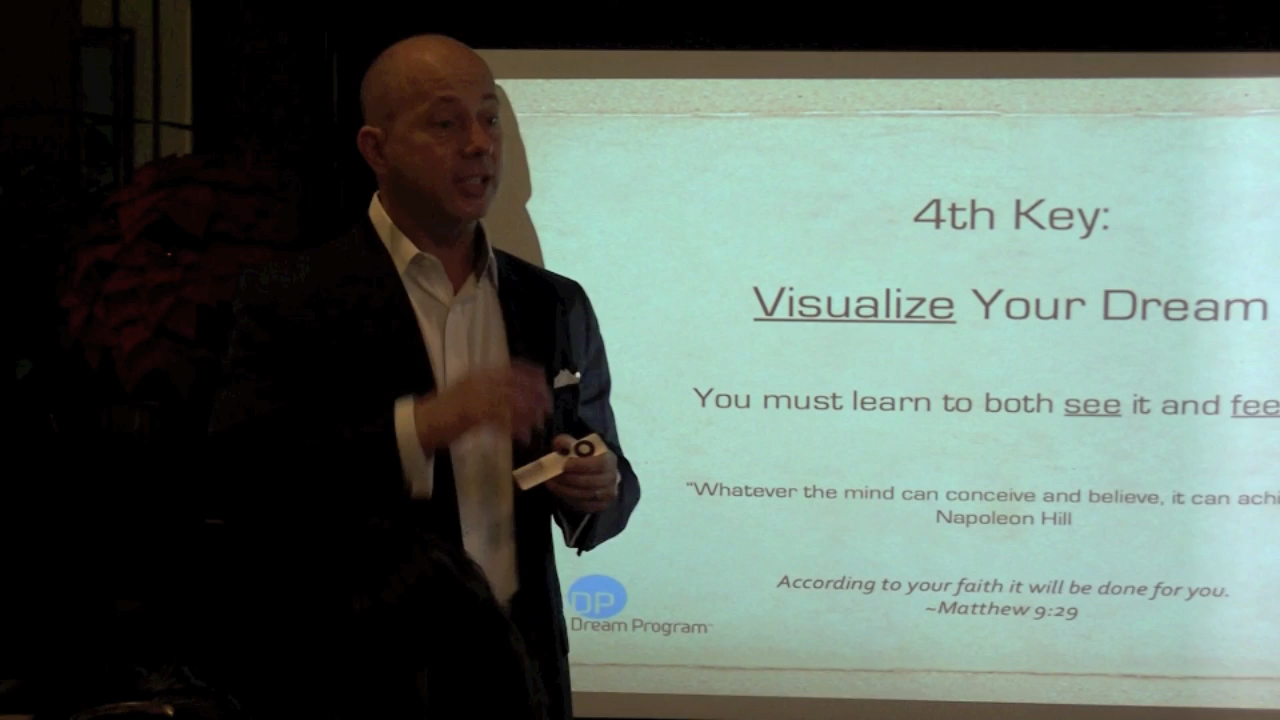 4th Key:
Visualize Your Dream
You must learn to both see it and fee
"Whatever the mind can conceive and believe, it can achi
Napoleon Hill
According to your faith it will be done for you.
~Matthew 9:29
DP
Dream Program